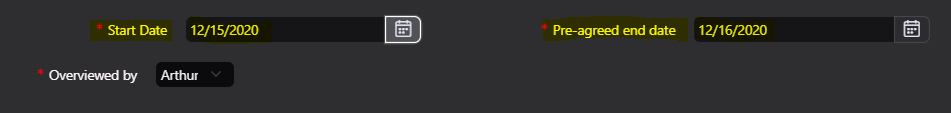 * Start Date 12/15/2020 * Pre-agreed end date 12/16/2020
* Overviewed by Arthur